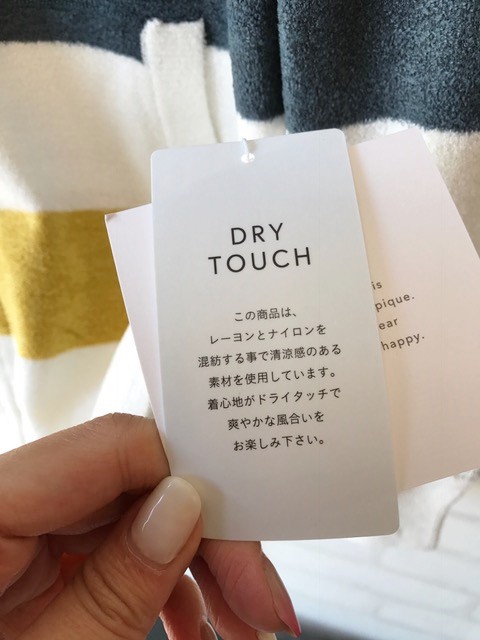 DRY
TOUCH
この商品は、
レーヨンとナイロンを
混紡する事で清涼感のある
素材を使用しています。
着心地がドライタッチで
爽やかな風合いを
お楽しみ下さい。
is
pique.
ear
happy.